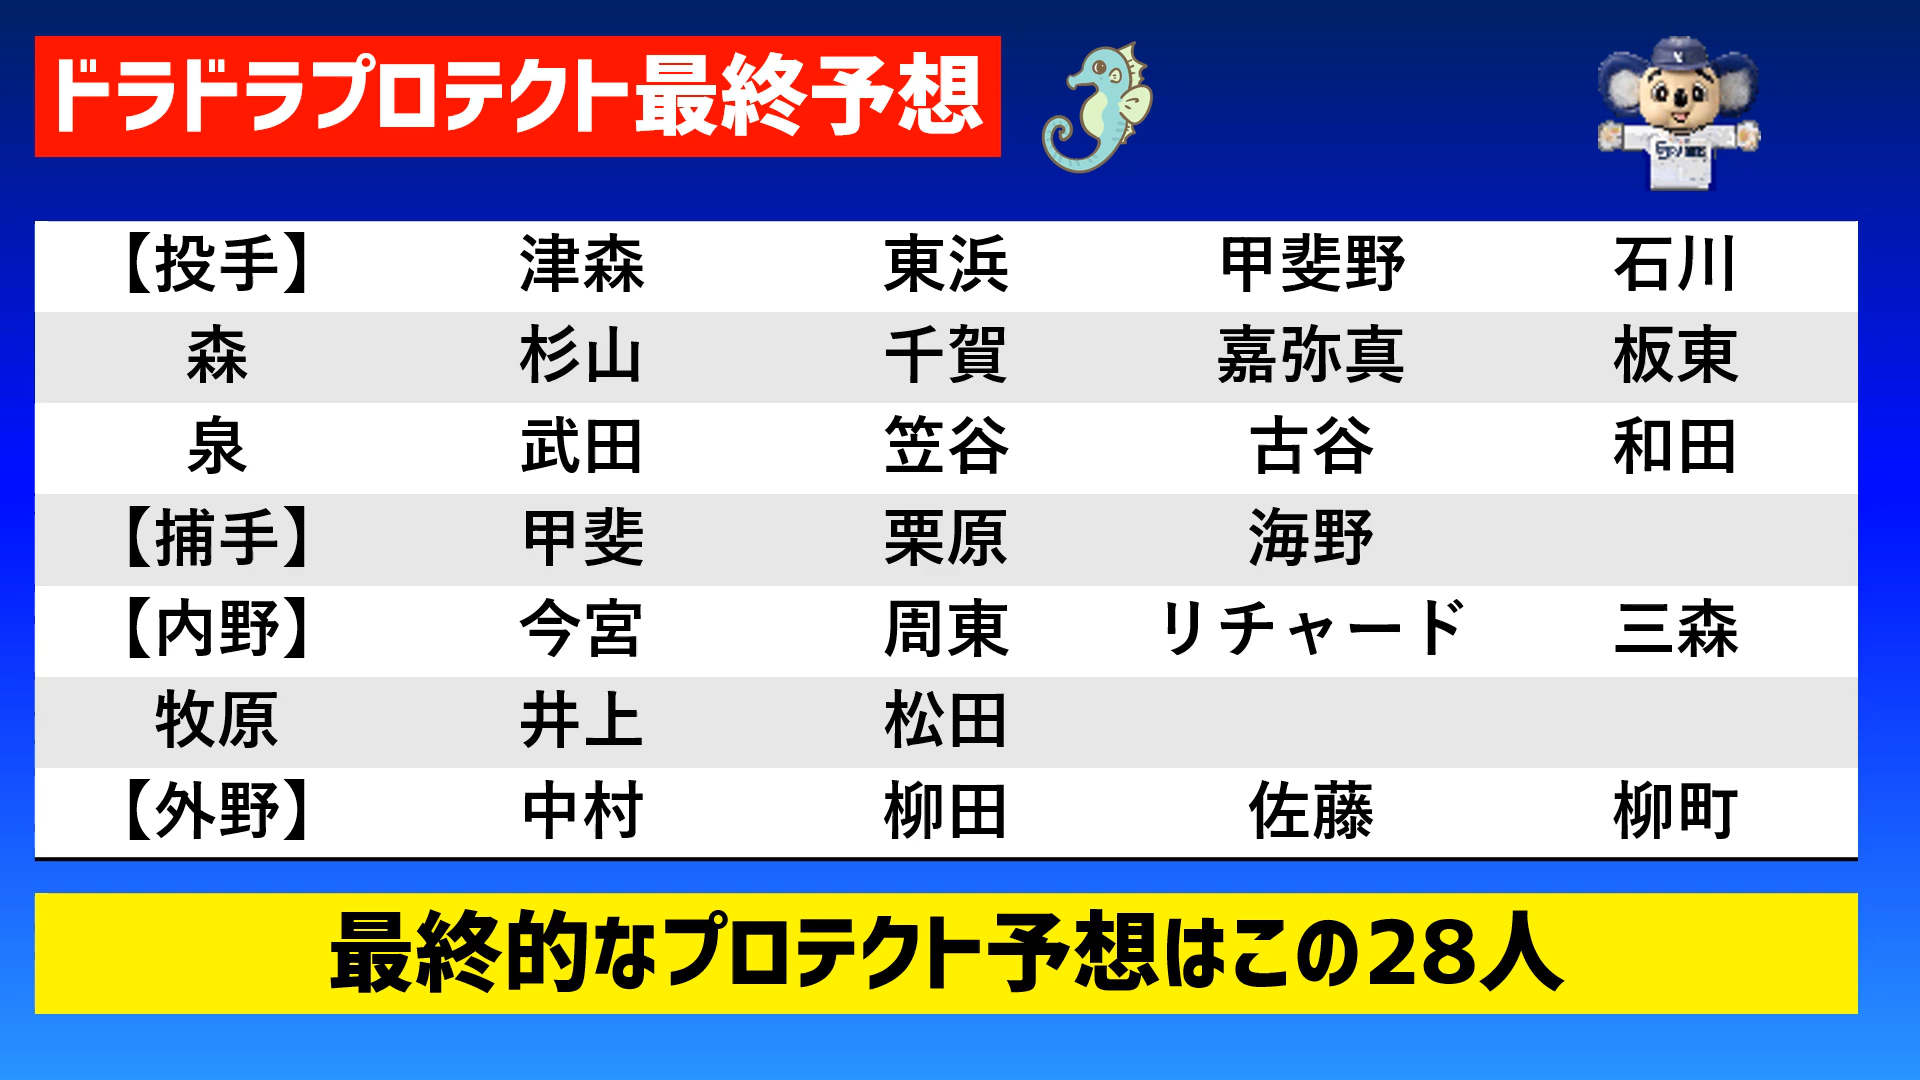 ドラドラプロテクト最終予想
【投手】 津森 東浜 甲斐野 石川
森 杉山 千賀 嘉弥真 板東
泉 武田 笠谷 古谷 和田
【捕手】 甲斐 栗原 海野
【内野】 今宮 周東 リチャード 三森
牧原 井上 松田
【外野】 中村 柳田 佐藤 柳町
最終的なプロテクト予想はこの28人